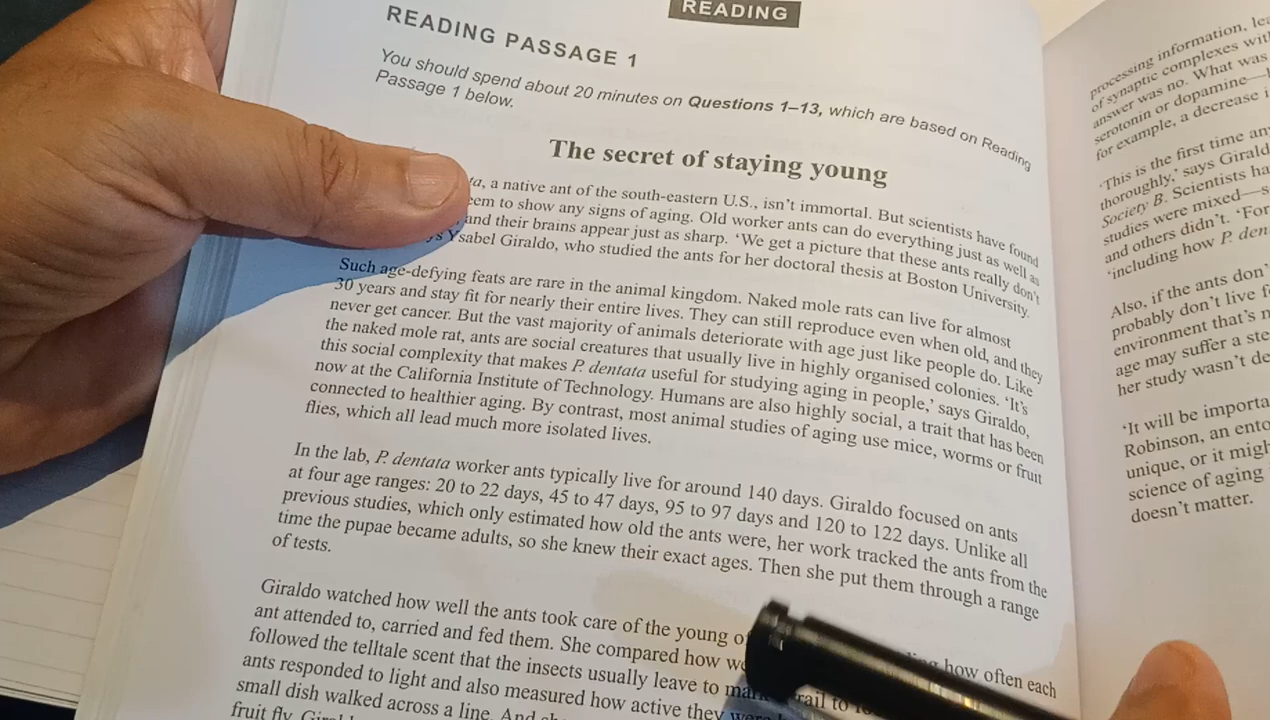 READING
READING PASSAGE 1
You should spend about 20 minutes on Questions 1–13, which are based on Reading
Passage 1 below.
The secret of staying young
ta, a native ant of the south-eastern U.S., isn't immortal. But scientists have found
em to show any signs of aging. Old worker ants can do everything just as well as
and their brains appear just as sharp. 'We get a picture that these ants really don't
Ysabel Giraldo, who studied the ants for her doctoral thesis at Boston University.
Such age-defying feats are rare in the animal kingdom. Naked mole rats can live for almost
30 years and stay fit for nearly their entire lives. They can still reproduce even when old, and they
never get cancer. But the vast majority of animals deteriorate with age just like people do. Like
the naked mole rat, ants are social creatures that usually live in highly organised colonies. 'It's
this social complexity that makes P. dentata useful for studying aging in people,' says Giraldo,
now at the California Institute of Technology. Humans are also highly social, a trait that has been
connected to healthier aging. By contrast, most animal studies of aging use mice, worms or fruit
flies, which all lead much more isolated lives.
In the lab, P. dentata worker ants typically live for around 140 days. Giraldo focused on ants
at four age ranges: 20 to 22 days, 45 to 47 days, 95 to 97 days and 120 to 122 days. Unlike all
previous studies, which only estimated how old the ants were, her work tracked the ants from the
time the pupae became adults, so she knew their exact ages. Then she put them through a range
of tests.
Giraldo watched how well the ants took care of the young how often each
ant attended to, carried and fed them. She compared how
followed the telltale scent that the insects usually leave to trail to
ants responded to light and also measured how active they
small dish walked across a line. And
fruit fly.
processing information,
of synaptic complexes
answer was no. What was
serotonin or dopamine—
for example, a decrease
'This is the first time
thoroughly,' says
Society B. Scientists
studies were mixed—
and others didn't. 'For
'including how P.
Also, if the ants don'
probably don't live
environment that's
age may suffer a
her study wasn't
'It will be
Robinson, an
unique, or it
science of aging
doesn't matter.